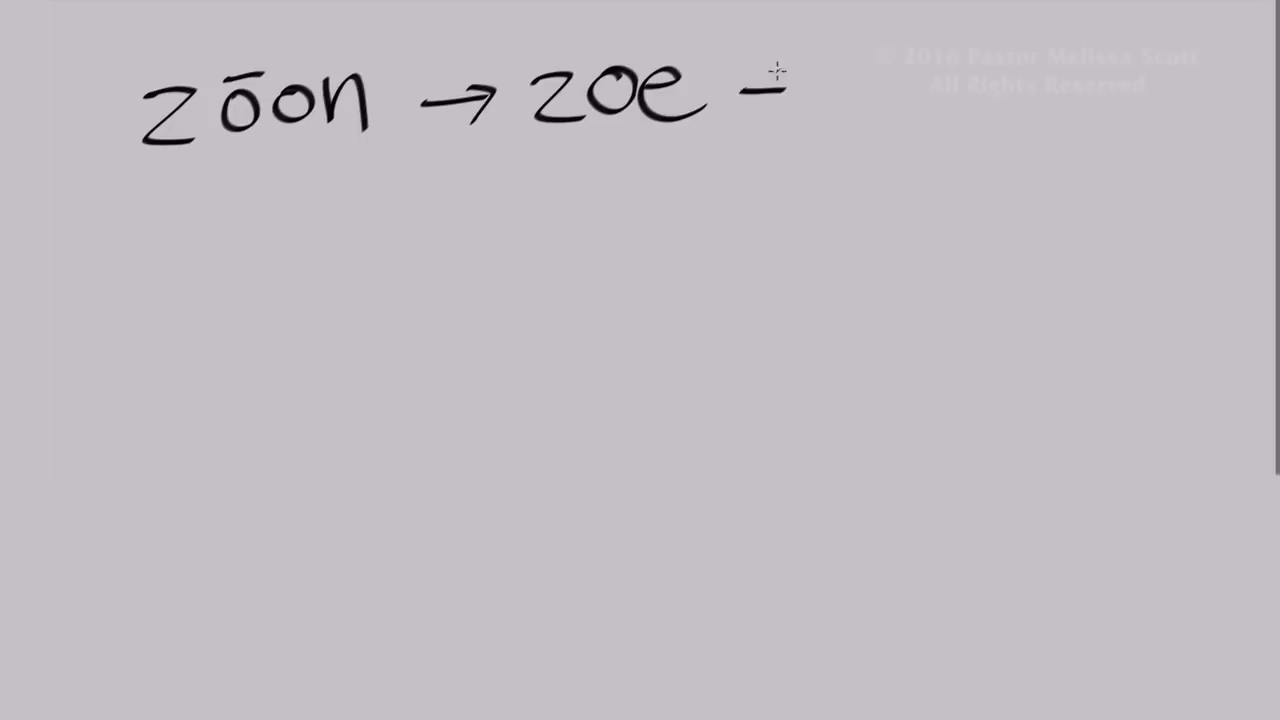 zōon → zoe –
© 2016 Pastor Melissa Scott
All Rights Reserved